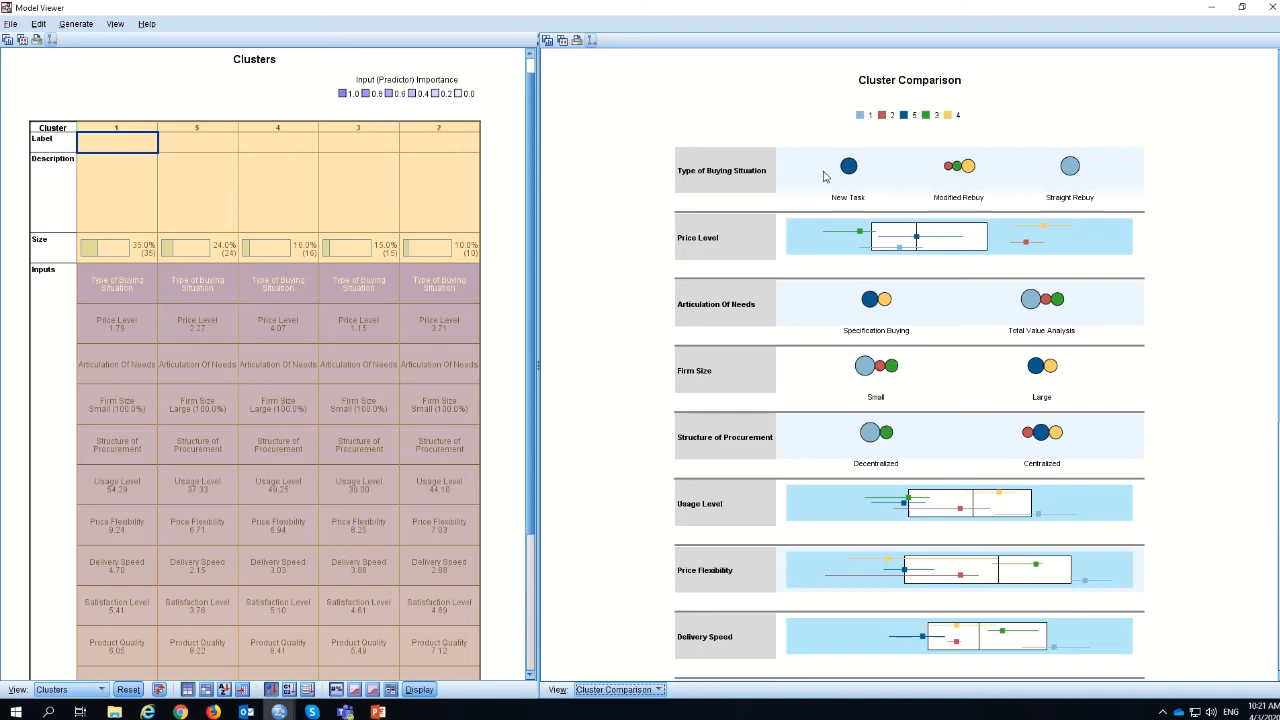 Model Viewer
File Edit Generate View Help
Clusters
Input (Predictor) Importance
1.0 0.8 0.6 0.4 0.2 0.0
Cluster 1 5 4 3 2
Label
Description
Size 35.0% 24.0% 16.0% 15.0% 10.0%
(35) (24) (16) (15) (10)
Inputs Type of Buying Type of Buying Type of Buying Type of Buying Type of Buying
Situation Situation Situation Situation Situation
Price Level Price Level Price Level Price Level Price Level
1.79 2.27 4.07 1.15 3.71
Articulation Of Needs Articulation Of Needs Articulation Of Needs Articulation Of Needs Articulation Of Needs
Firm Size Firm Size Firm Size Firm Size Firm Size
Small (100.0%) Large (100.0%) Large (100.0%) Small (100.0%) Small (100.0%)
Structure of Structure of Structure of Structure of Structure of
Procurement Procurement Procurement Procurement Procurement
Usage Level Usage Level Usage Level Usage Level Usage Level
54.29 37.33 49.25 39.00 44.10
Price Flexibility Price Flexibility Price Flexibility Price Flexibility Price Flexibility
9.24 6.71 6.94 8.25 7.03
Delivery Speed Delivery Speed Delivery Speed Delivery Speed Delivery Speed
4.70 2.15 3.03 3.88 2.88
Satisfaction Level Satisfaction Level Satisfaction Level Satisfaction Level Satisfaction Level
5.41 3.76 5.10 4.61 4.69
Product Quality Product Quality Product Quality Product Quality Product Quality
6.05 8.22 8.41 5.49 7.12
View: Clusters Reset Display
Cluster Comparison
1 2 5 3 4
Type of Buying Situation
New Task Modified Rebuy Straight Rebuy
Price Level
Articulation Of Needs
Specification Buying Total Value Analysis
Firm Size
Small Large
Structure of Procurement
Decentralized Centralized
Usage Level
Price Flexibility
Delivery Speed
View: Cluster Comparison
ENG 10:21 AM